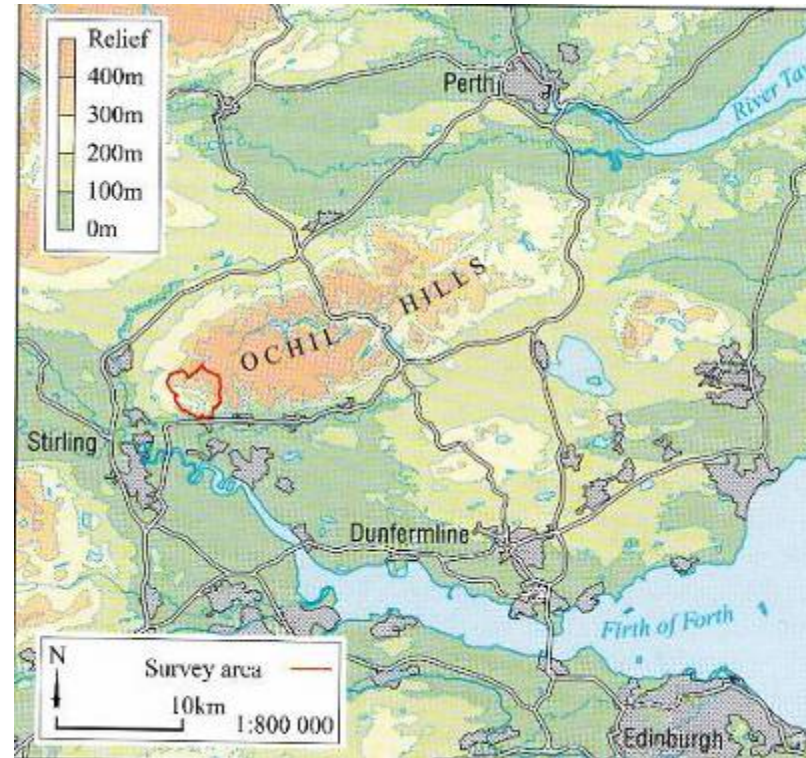 Relief
400m
300m
200m
100m
0m
Perth
River Tay
OCHIL HILLS
Stirling
Dunfermline
Firth of Forth
N
Survey area
10km
1:800 000
Edinburgh